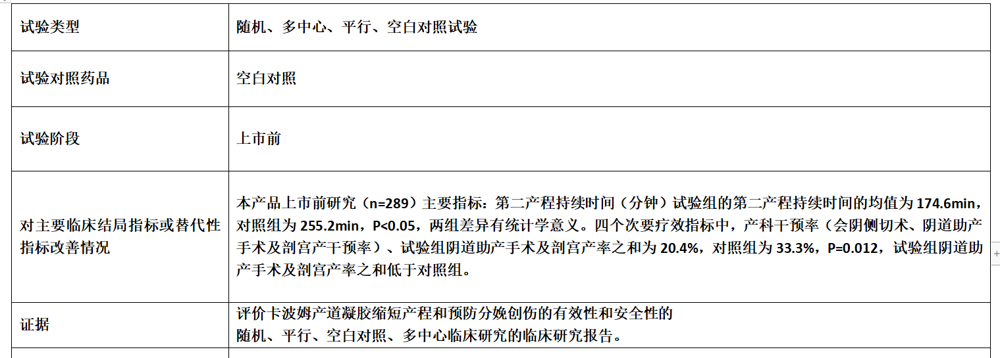 试验类型
随机、多中心、平行、空白对照试验
试验对照药品
空白对照
试验阶段
上市前
对主要临床结局指标或替代性
指标改善情况
本产品上市前研究（n=289）主要指标：第二产程持续时间（分钟）试验组的第二产程持续时间的均值为 174.6min，
对照组为 255.2min，P<0.05，两组差异有统计学意义。四个次要疗效指标中，产科干预率（会阴侧切术、阴道助产
手术及剖宫产干预率）、试验组阴道助产手术及剖宫产率之和为 20.4%，对照组为 33.3%，P=0.012，试验组阴道助
产手术及剖宫产率之和低于对照组。
证据
评价卡波姆产道凝胶缩短产程和预防分娩创伤的有效性和安全性的
随机、平行、空白对照、多中心临床研究的临床研究报告。